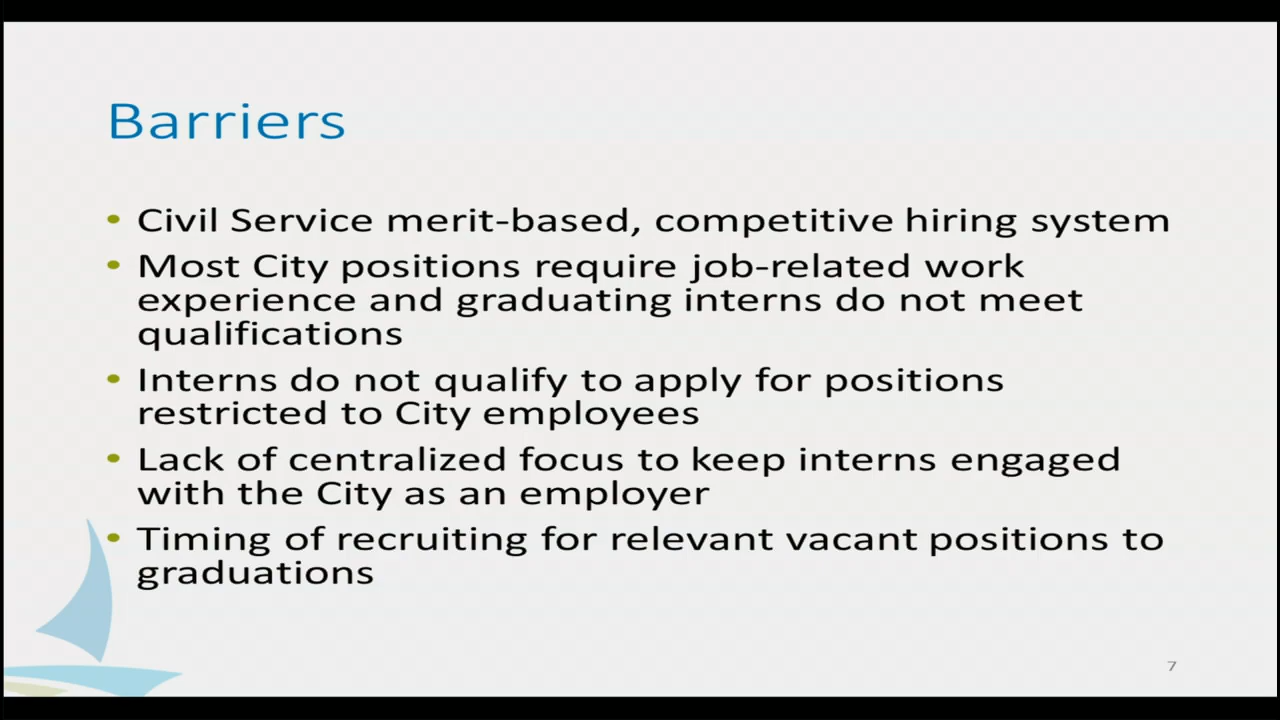 Barriers
• Civil Service merit-based, competitive hiring system
• Most City positions require job-related work
experience and graduating interns do not meet
qualifications
• Interns do not qualify to apply for positions
restricted to City employees
• Lack of centralized focus to keep interns engaged
with the City as an employer
• Timing of recruiting for relevant vacant positions to
graduations
7